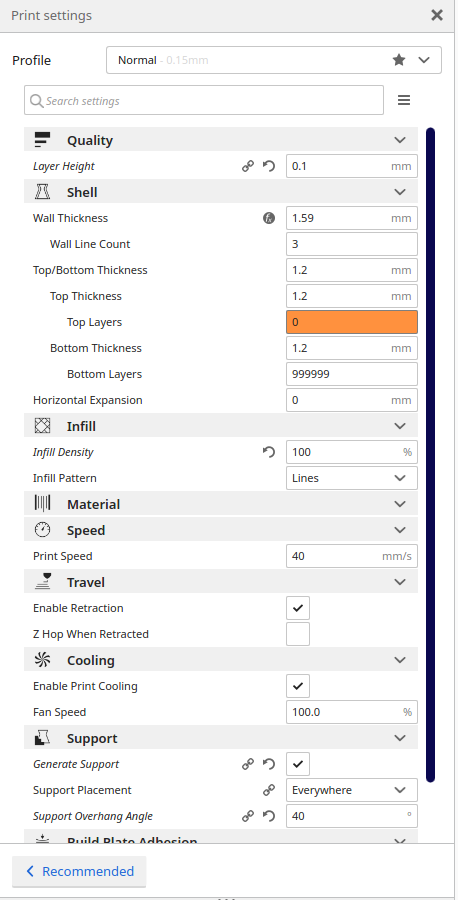 Print settings
Profile
Normal - 0.15mm
Search settings
Quality
Layer Height 0.1 mm
Shell
Wall Thickness 1.59 mm
Wall Line Count 3
Top/Bottom Thickness 1.2 mm
Top Thickness 1.2 mm
Top Layers 0
Bottom Thickness 1.2 mm
Bottom Layers 999999
Horizontal Expansion 0 mm
Infill
Infill Density 100 %
Infill Pattern Lines
Material
Speed
Print Speed 40 mm/s
Travel
Enable Retraction
Z Hop When Retracted
Cooling
Enable Print Cooling
Fan Speed 100.0 %
Support
Generate Support
Support Placement Everywhere
Support Overhang Angle 40 °
Build Plate Adhesion
Recommended